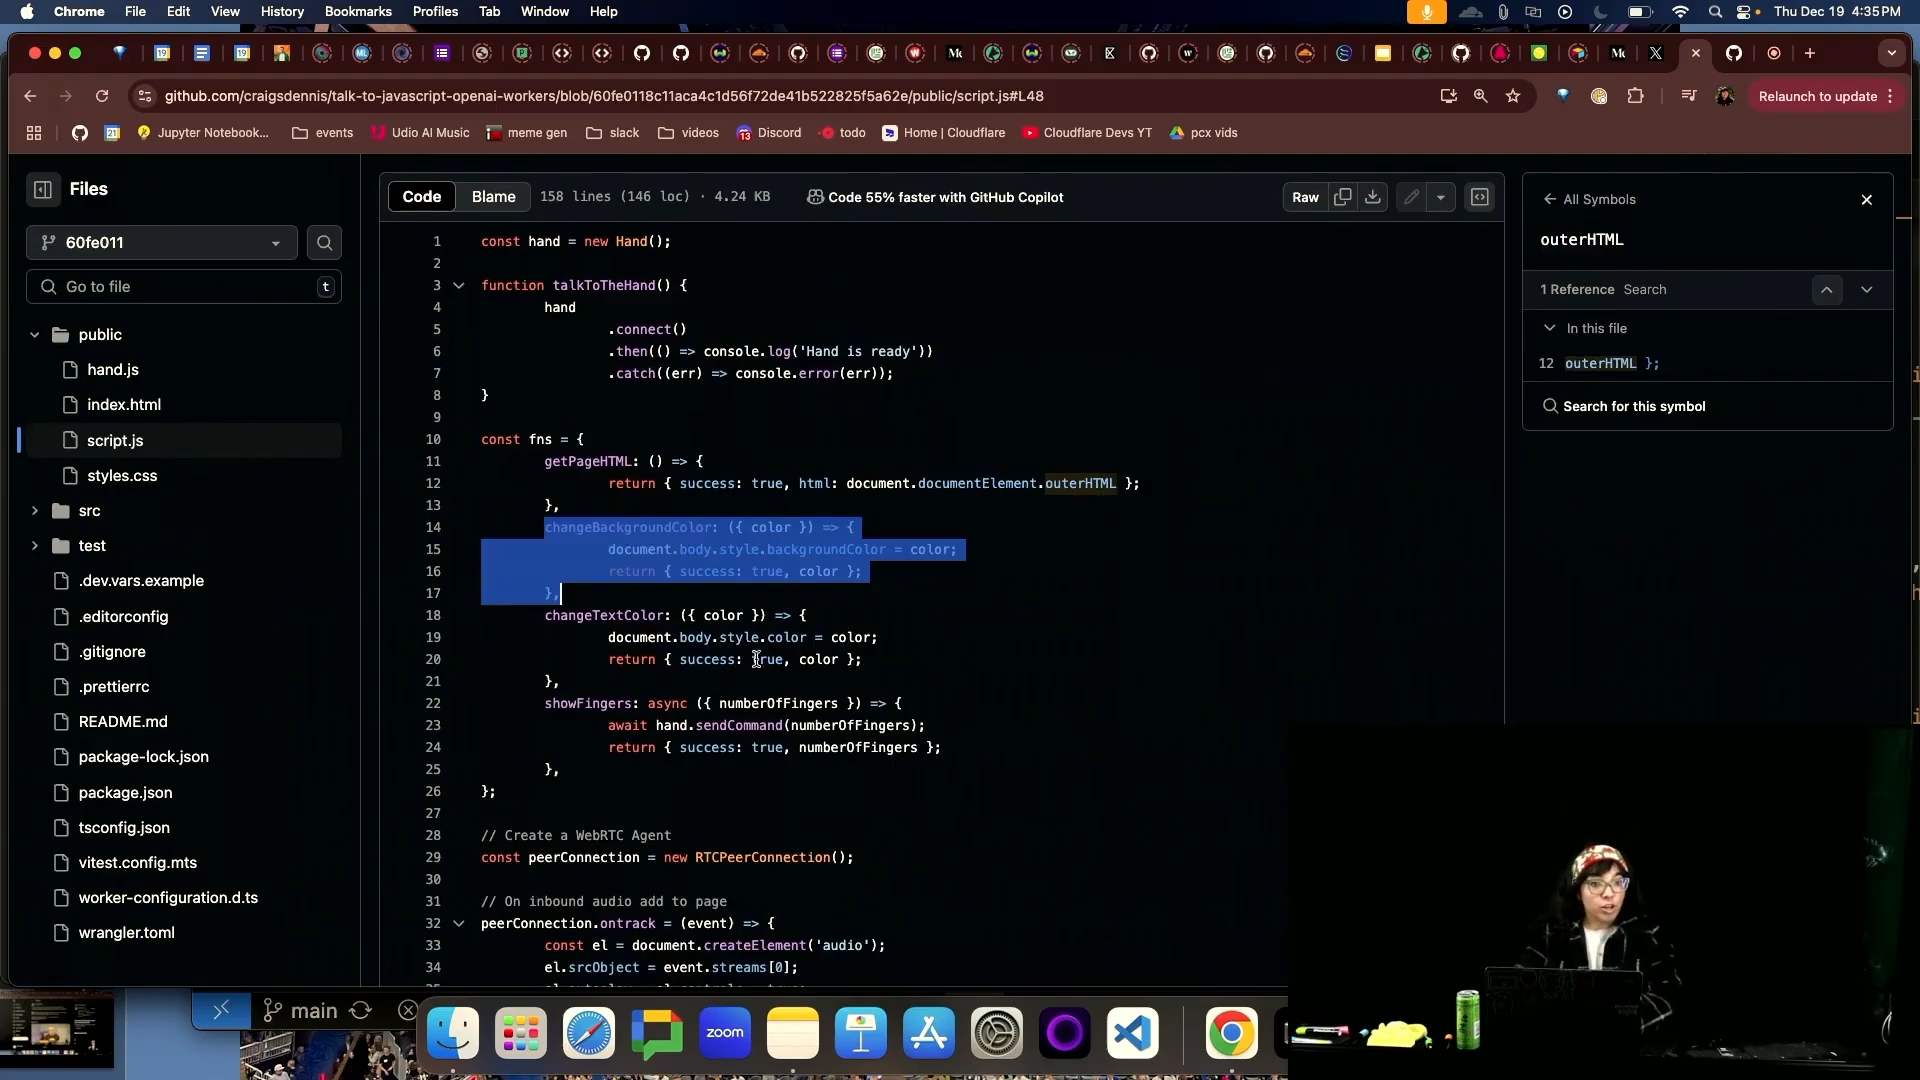 Chrome File Edit View History Bookmarks Profiles Tab Window Help
Thu Dec 19 4:35 PM
github.com/craigsdennis/talk-to-javascript-openai-workers/blob/60fe0118c11aca4c1d56f72de41b522825f5a62e/public/script.js#L48
Relaunch to update
Jupyter Notebook... events Udio AI Music meme gen slack videos Discord todo Home | Cloudflare Cloudflare Devs YT pcx vids
Files
60fe011
Go to file t
public
hand.js
index.html
script.js
styles.css
src
test
.dev.vars.example
.editorconfig
.gitignore
.prettierrc
README.md
package-lock.json
package.json
tsconfig.json
vitest.config.mts
worker-configuration.d.ts
wrangler.toml
Code Blame 158 lines (146 loc) · 4.24 KB Code 55% faster with GitHub Copilot Raw
1 const hand = new Hand();
2
3 function talkToTheHand() {
4 hand
5 .connect()
6 .then(() => console.log('Hand is ready'))
7 .catch((err) => console.error(err));
8 }
9
10 const fns = {
11 getPageHTML: () => {
12 return { success: true, html: document.documentElement.outerHTML };
13 },
14 changeBackgroundColor: ({ color }) => {
15 document.body.style.backgroundColor = color;
16 return { success: true, color };
17 },
18 changeTextColor: ({ color }) => {
19 document.body.style.color = color;
20 return { success: true, color };
21 },
22 showFingers: async ({ numberOfFingers }) => {
23 await hand.sendCommand(numberOfFingers);
24 return { success: true, numberOfFingers };
25 },
26 };
27
28 // Create a WebRTC Agent
29 const peerConnection = new RTCPeerConnection();
30
31 // On inbound audio add to page
32 peerConnection.ontrack = (event) => {
33 const el = document.createElement('audio');
34 el.srcObject = event.streams[0];
All Symbols
outerHTML
1 Reference Search
In this file
12 outerHTML };
Search for this symbol
main
zoom